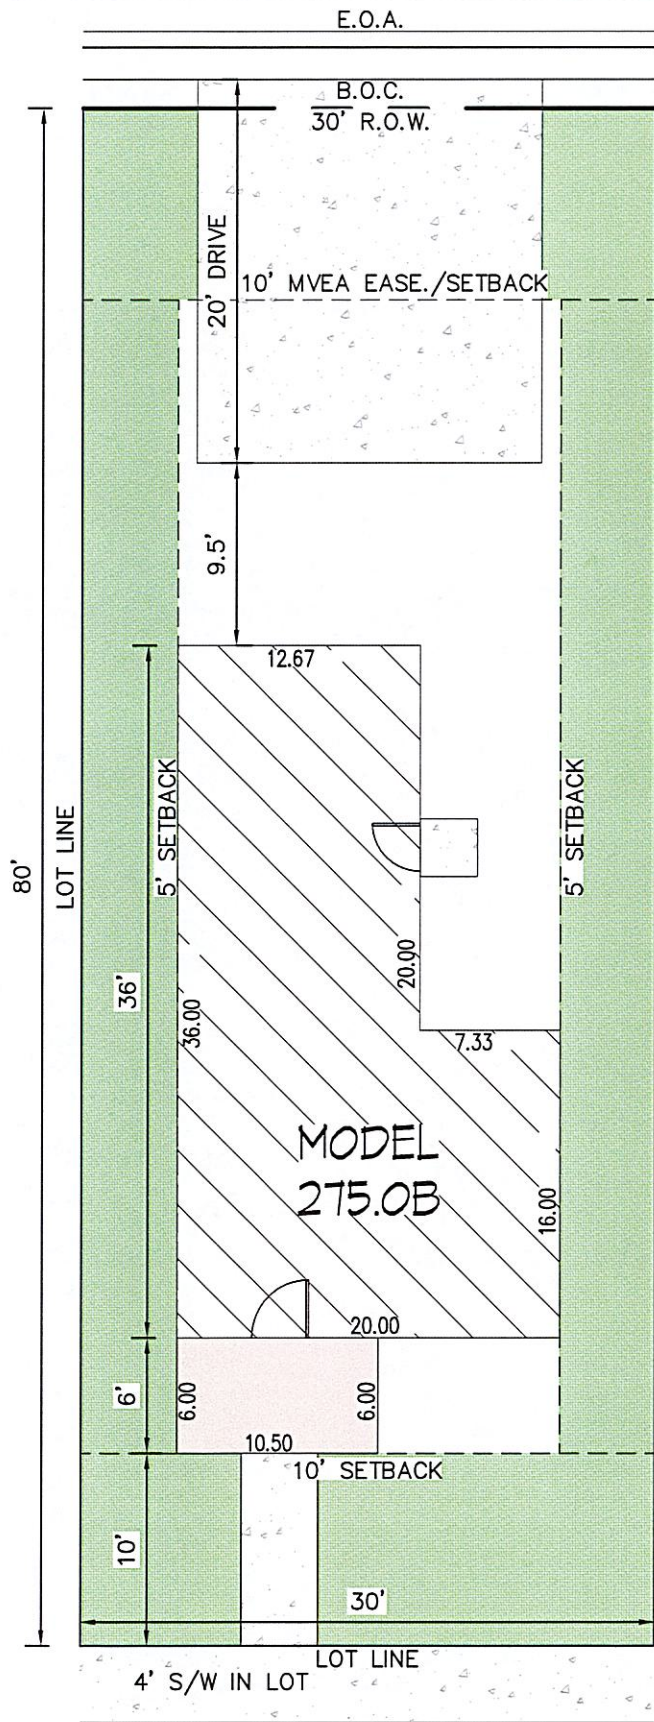 E.O.A.
B.O.C.
30' R.O.W.
20' DRIVE
10' MVEA EASE./SETBACK
9.5'
12.67
80'
LOT LINE
5' SETBACK
5' SETBACK
36'
36.00
20.00
7.33
MODEL
275.0B
16.00
20.00
6'
6.00
6.00
10.50
10' SETBACK
10'
30'
LOT LINE
4' S/W IN LOT